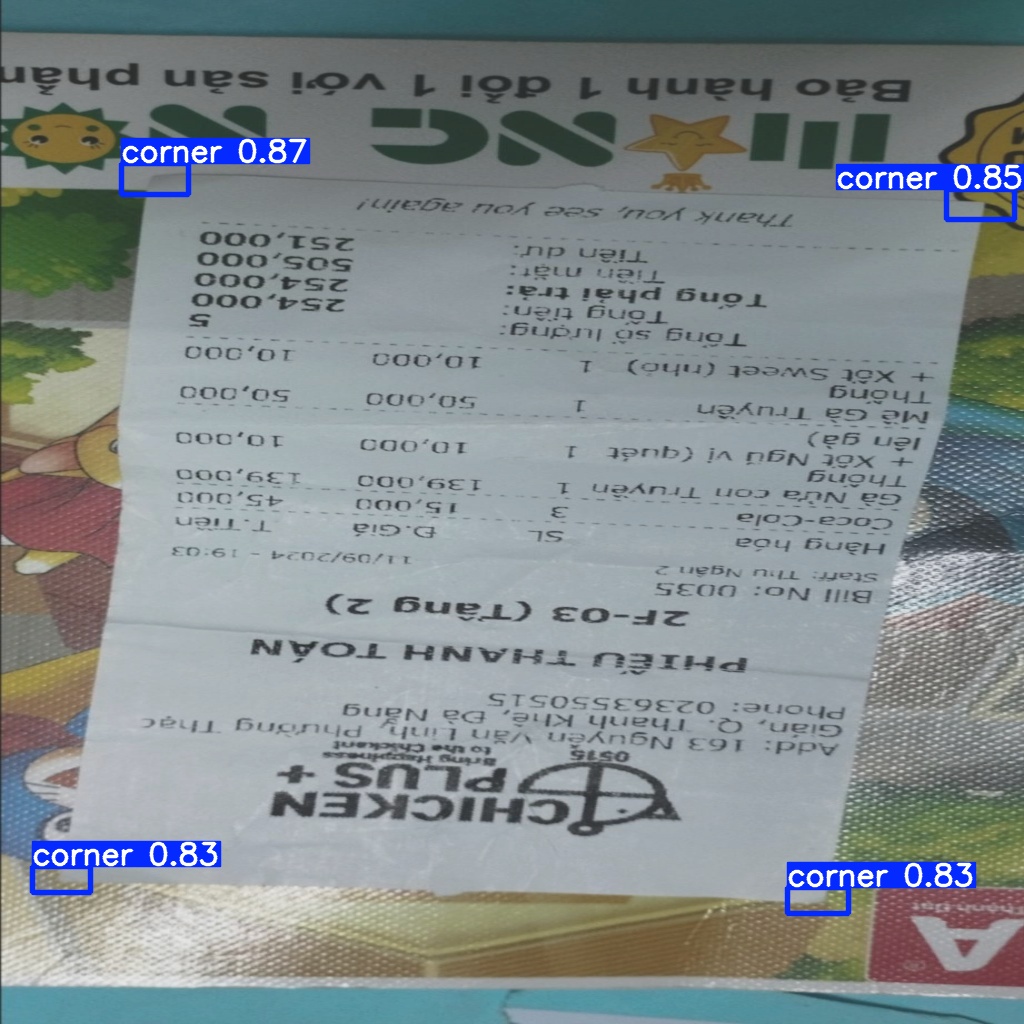 CHICKEN
PLUS+
Bring Happiness
to the Chickent
0515
Add: 163 Nguyễn Văn Linh, Phường Thạc
Gián, Q. Thanh Khê, Đà Nẵng
Phone: 02363550515
PHIẾU THANH TOÁN
2F-03 (Tầng 2)
Bill No: 0035
Staff: Thu Ngân 2
11/09/2024 - 19:03
Hàng hóa SL Đ.Giá T.Tiền
Coca-Cola 3 15,000 45,000
Gà Nửa con Truyền 1 139,000 139,000
Thống
+ Xốt Ngũ vị (quét 1 10,000 10,000
lên gà)
Mề Gà Truyền 1 50,000 50,000
Thống
+ Xốt Sweet (nhỏ) 1 10,000 10,000
Tổng số lượng: 5
Tổng tiền: 254,000
Tổng phải trả: 254,000
Tiền mặt: 505,000
Tiền dư: 251,000
Thank you, see you again!
Bảo hành 1 đổi 1 với sản phẩm
A
Thành Đạt
corner 0.87
corner 0.85
corner 0.83
corner 0.83